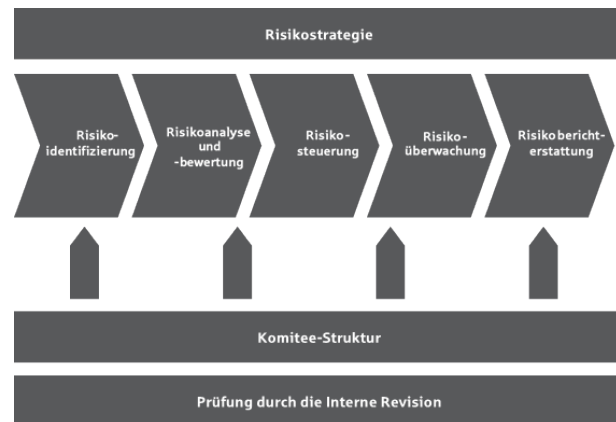 Risikostrategie
Risiko-
identifizierung
Risikoanalyse
und
-bewertung
Risiko-
steuerung
Risiko-
überwachung
Risikobericht-
erstattung
Komitee-Struktur
Prüfung durch die Interne Revision